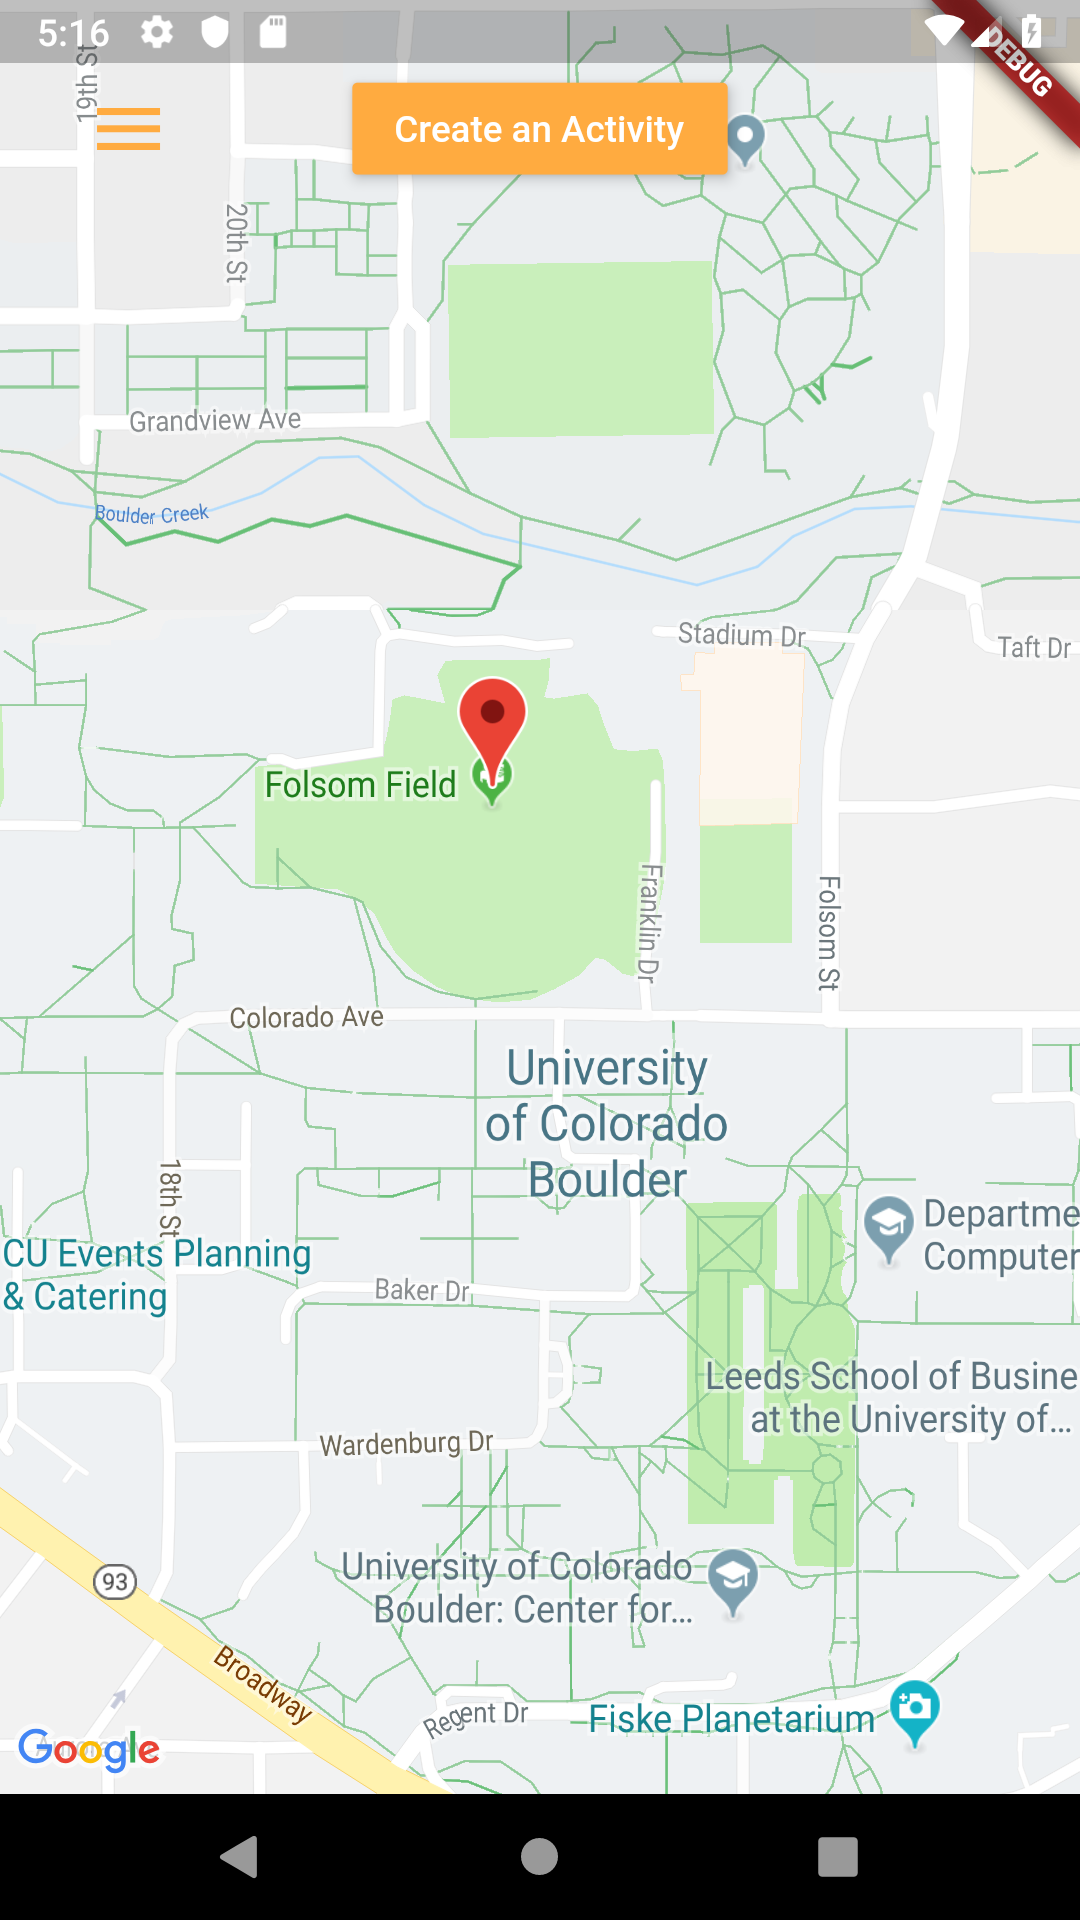 5:16
DEBUG
19th St
Create an Activity
20th St
Grandview Ave
Boulder Creek
Stadium Dr
Taft Dr
Folsom Field
Franklin Dr
Folsom St
Colorado Ave
University
of Colorado
Boulder
18th St
Departme
Computer
CU Events Planning
& Catering
Baker Dr
Leeds School of Busine
at the University of...
Wardenburg Dr
University of Colorado
Boulder: Center for...
93
Broadway
Regent Dr
Fiske Planetarium
Google